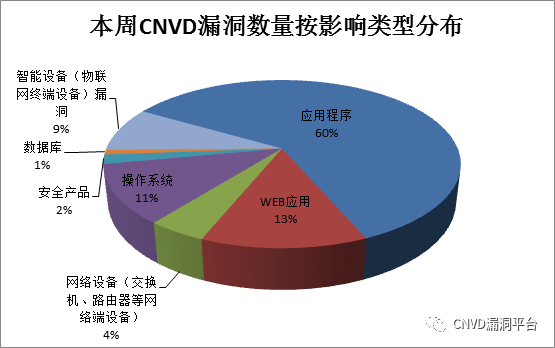 本周CNVD漏洞数量按影响类型分布
智能设备（物联
网终端设备）漏
洞
9%
应用程序
60%
数据库
1%
安全产品
2%
操作系统
11%
WEB应用
13%
网络设备（交换
机、路由器等网
络端设备）
4%
CNVD漏洞平台